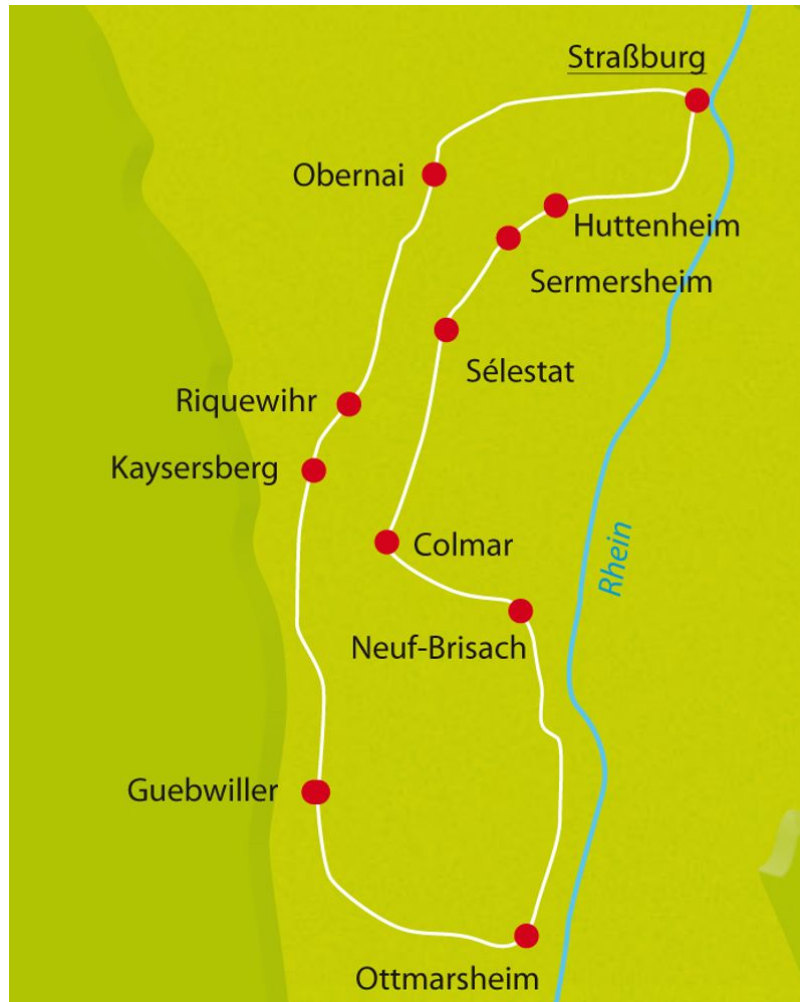 Straßburg
Obernai
Huttenheim
Sermersheim
Sélestat
Riquewihr
Kaysersberg
Colmar
Rhein
Neuf-Brisach
Guebwiller
Ottmarsheim